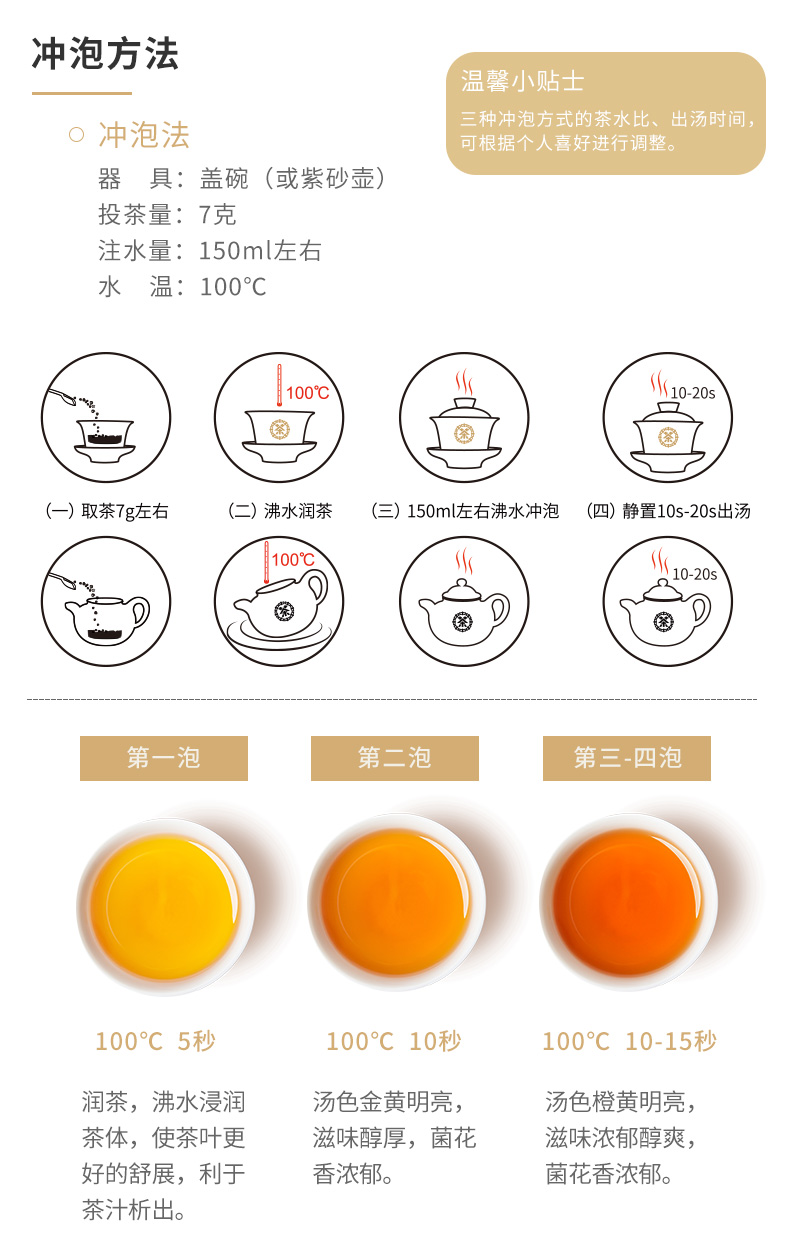 冲泡方法
温馨小贴士
三种冲泡方式的茶水比、出汤时间，
可根据个人喜好进行调整。
冲泡法
器 具：盖碗（或紫砂壶）
投茶量：7克
注水量：150ml左右
水 温：100℃
100℃
10-20s
茶
茶
茶
（一）取茶7g左右
（二）沸水润茶
（三）150ml左右沸水冲泡
（四）静置10s-20s出汤
100℃
10-20s
茶
茶
茶
第一泡
第二泡
第三-四泡
100℃ 5秒
100℃ 10秒
100℃ 10-15秒
润茶，沸水浸润
茶体，使茶叶更
好的舒展，利于
茶汁析出。
汤色金黄明亮，
滋味醇厚，菌花
香浓郁。
汤色橙黄明亮，
滋味浓郁醇爽，
菌花香浓郁。